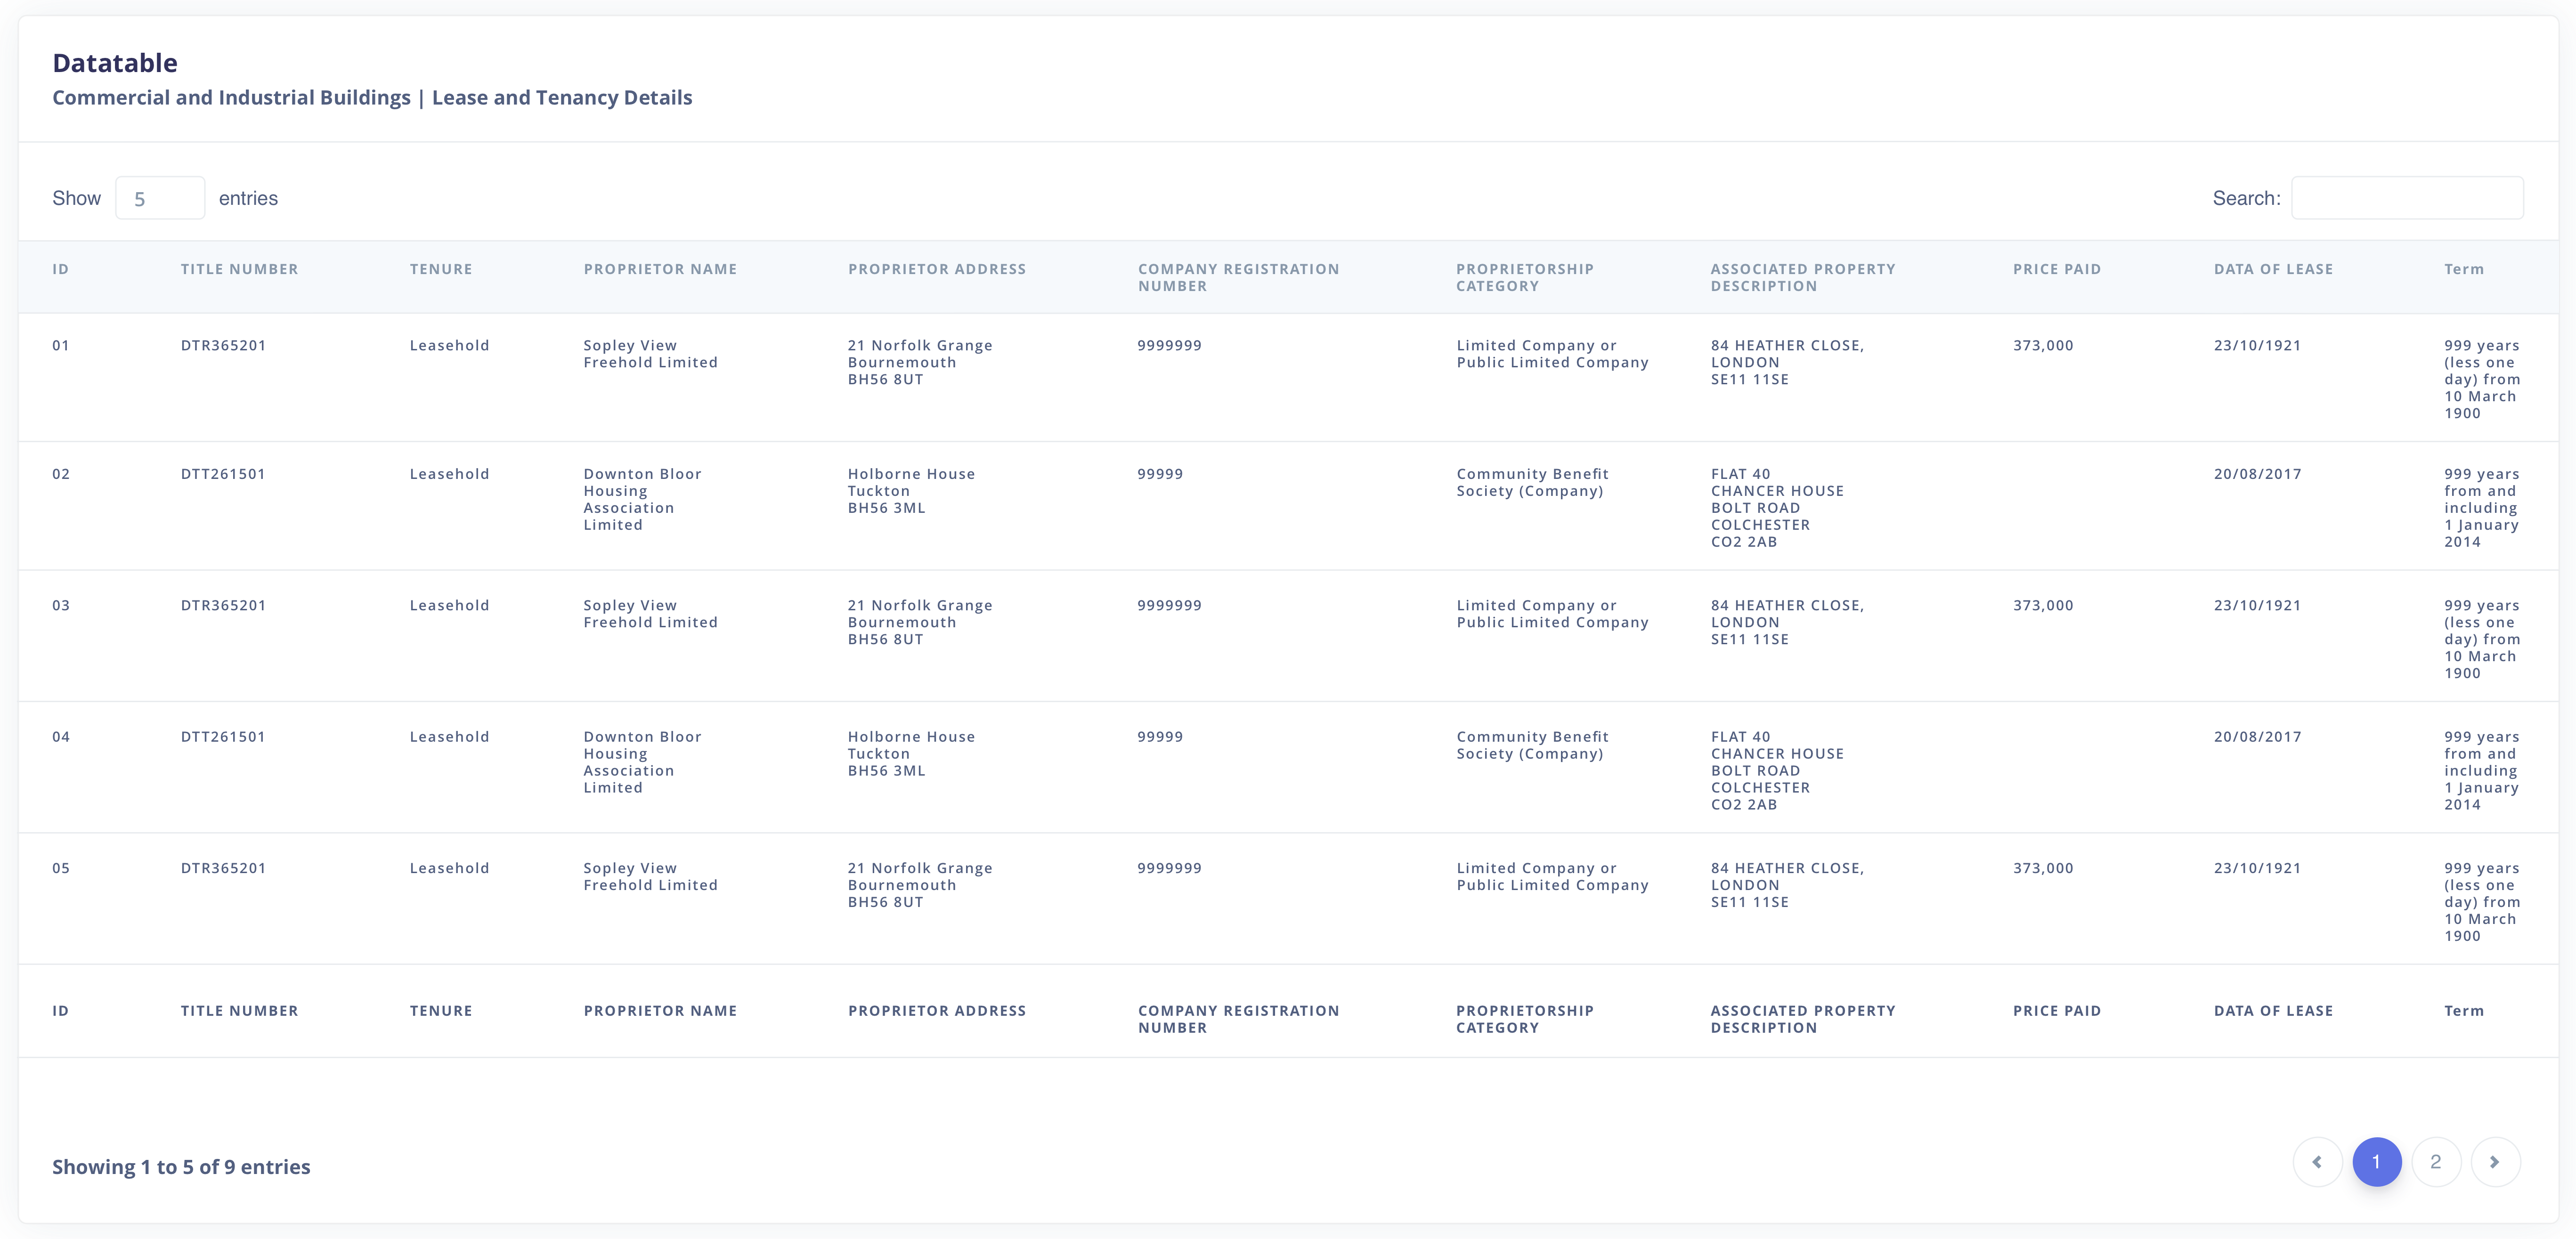 Datatable
Commercial and Industrial Buildings | Lease and Tenancy Details
Show 5 entries
Search:
ID TITLE NUMBER TENURE PROPRIETOR NAME PROPRIETOR ADDRESS COMPANY REGISTRATION PROPRIETORSHIP ASSOCIATED PROPERTY PRICE PAID DATA OF LEASE Term
NUMBER CATEGORY DESCRIPTION
01 DTR365201 Leasehold Sopley View 21 Norfolk Grange 9999999 Limited Company or 84 HEATHER CLOSE, 373,000 23/10/1921 999 years
Freehold Limited Bournemouth Public Limited Company LONDON (less one
BH56 8UT SE11 11SE day) from
10 March
1900
02 DTT261501 Leasehold Downton Bloor Holborne House 99999 Community Benefit FLAT 40 20/08/2017 999 years
Housing Tuckton Society (Company) CHANCER HOUSE from and
Association BH56 3ML BOLT ROAD including
Limited COLCHESTER 1 January
CO2 2AB 2014
03 DTR365201 Leasehold Sopley View 21 Norfolk Grange 9999999 Limited Company or 84 HEATHER CLOSE, 373,000 23/10/1921 999 years
Freehold Limited Bournemouth Public Limited Company LONDON (less one
BH56 8UT SE11 11SE day) from
10 March
1900
04 DTT261501 Leasehold Downton Bloor Holborne House 99999 Community Benefit FLAT 40 20/08/2017 999 years
Housing Tuckton Society (Company) CHANCER HOUSE from and
Association BH56 3ML BOLT ROAD including
Limited COLCHESTER 1 January
CO2 2AB 2014
05 DTR365201 Leasehold Sopley View 21 Norfolk Grange 9999999 Limited Company or 84 HEATHER CLOSE, 373,000 23/10/1921 999 years
Freehold Limited Bournemouth Public Limited Company LONDON (less one
BH56 8UT SE11 11SE day) from
10 March
1900
ID TITLE NUMBER TENURE PROPRIETOR NAME PROPRIETOR ADDRESS COMPANY REGISTRATION PROPRIETORSHIP ASSOCIATED PROPERTY PRICE PAID DATA OF LEASE Term
NUMBER CATEGORY DESCRIPTION
Showing 1 to 5 of 9 entries
1 2